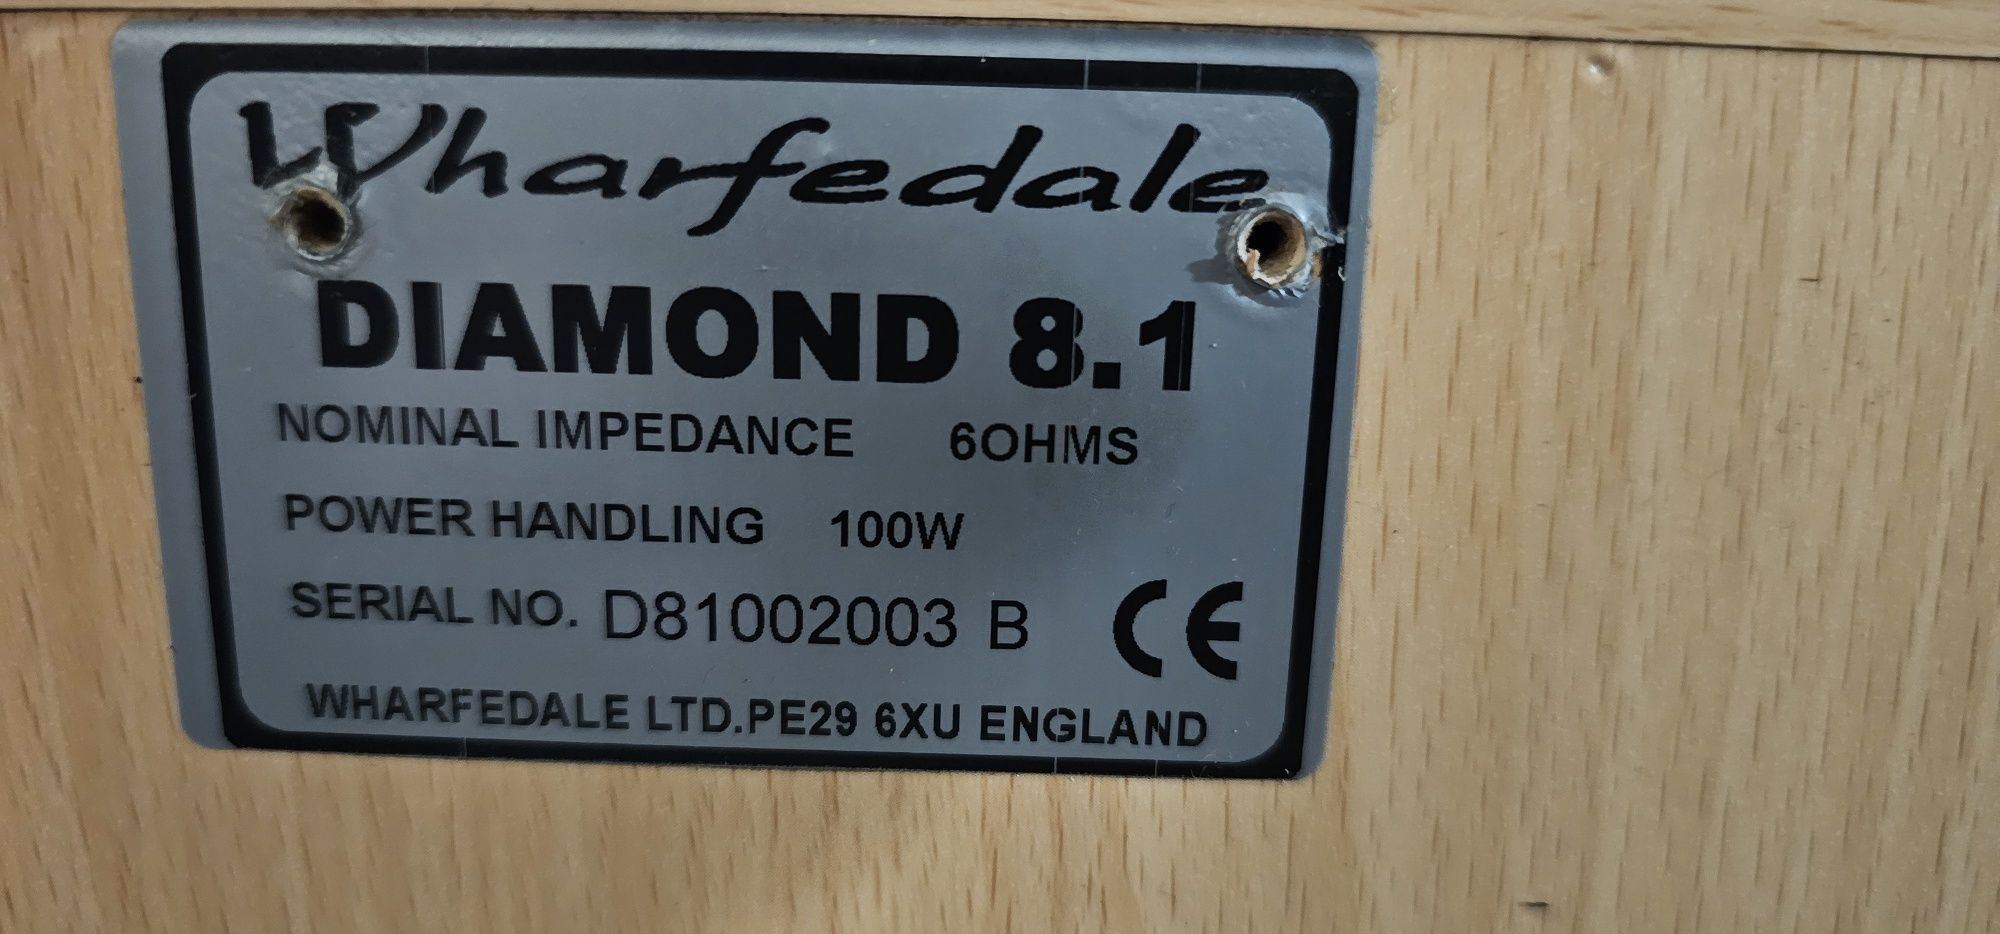 Wharfedale
DIAMOND 8.1
NOMINAL IMPEDANCE 6OHMS
POWER HANDLING 100W
SERIAL NO. D81002003 B CE
WHARFEDALE LTD.PE29 6XU ENGLAND